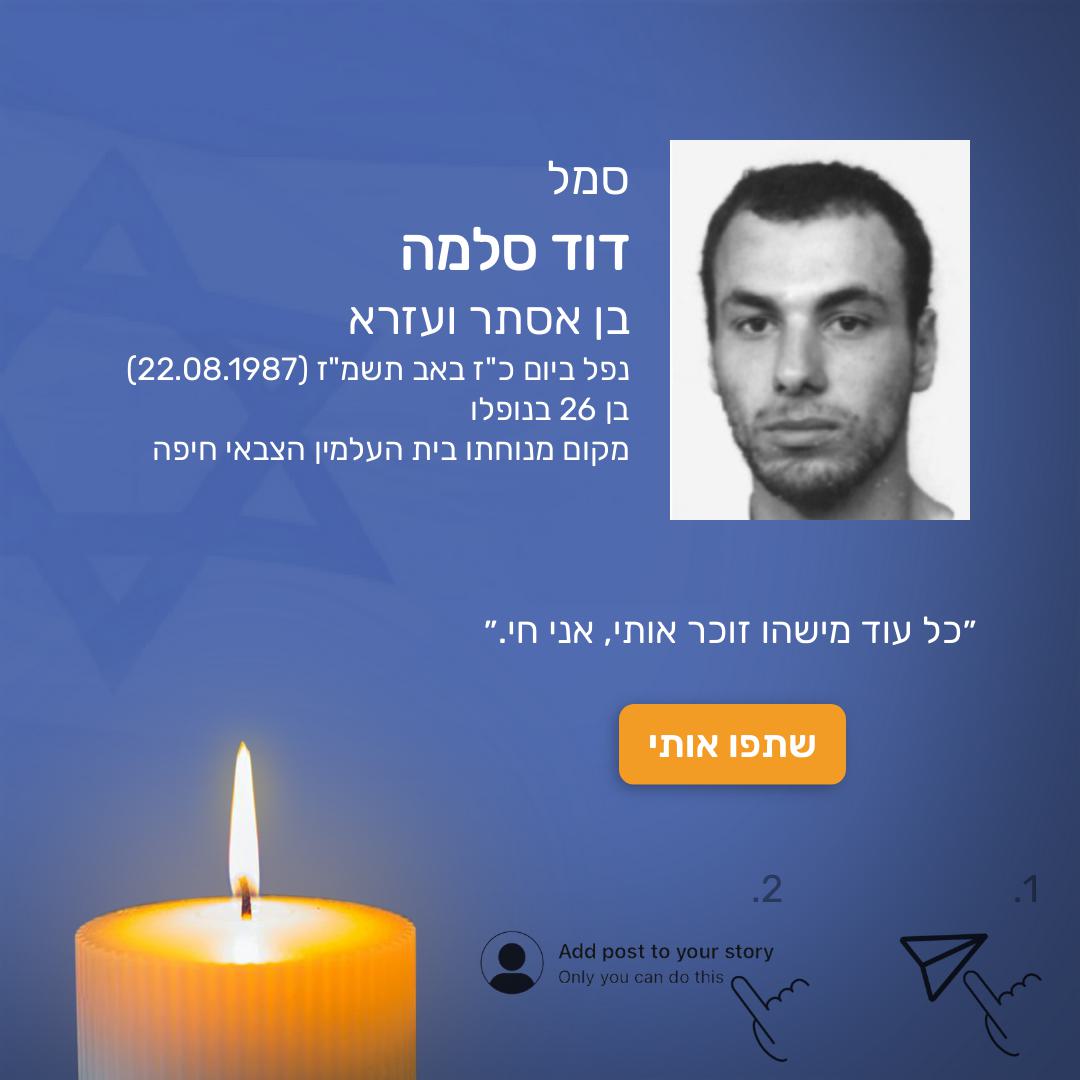 סמל
דוד סלמה
בן אסתר ועזרא
נפל ביום כ"ז באב תשמ"ז (22.08.1987)
בן 26 בנופלו
מקום מנוחתו בית העלמין הצבאי חיפה
״כל עוד מישהו זוכר אותי, אני חי.״
שתפו אותי
1.
2.
Add post to your story
Only you can do this